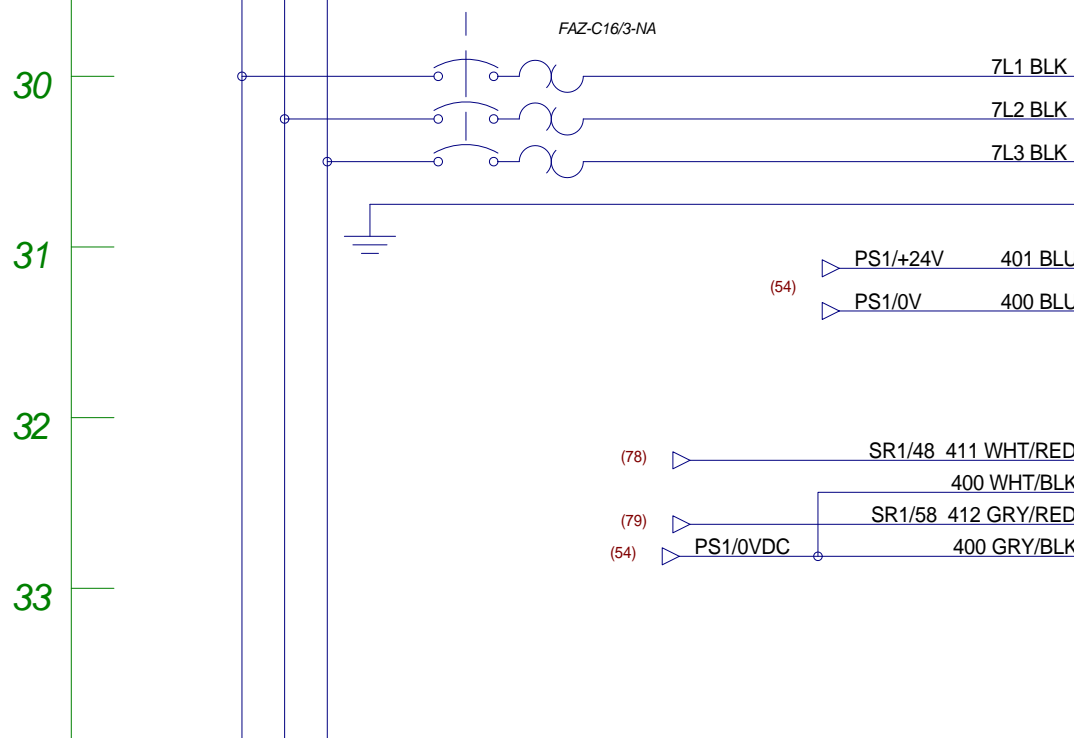 FAZ-C16/3-NA
30
7L1 BLK
7L2 BLK
7L3 BLK
31
PS1/+24V 401 BLU
(54)
PS1/0V 400 BLU
32
(78) SR1/48 411 WHT/RED
400 WHT/BLK
(79) SR1/58 412 GRY/RED
(54) PS1/0VDC 400 GRY/BLK
33